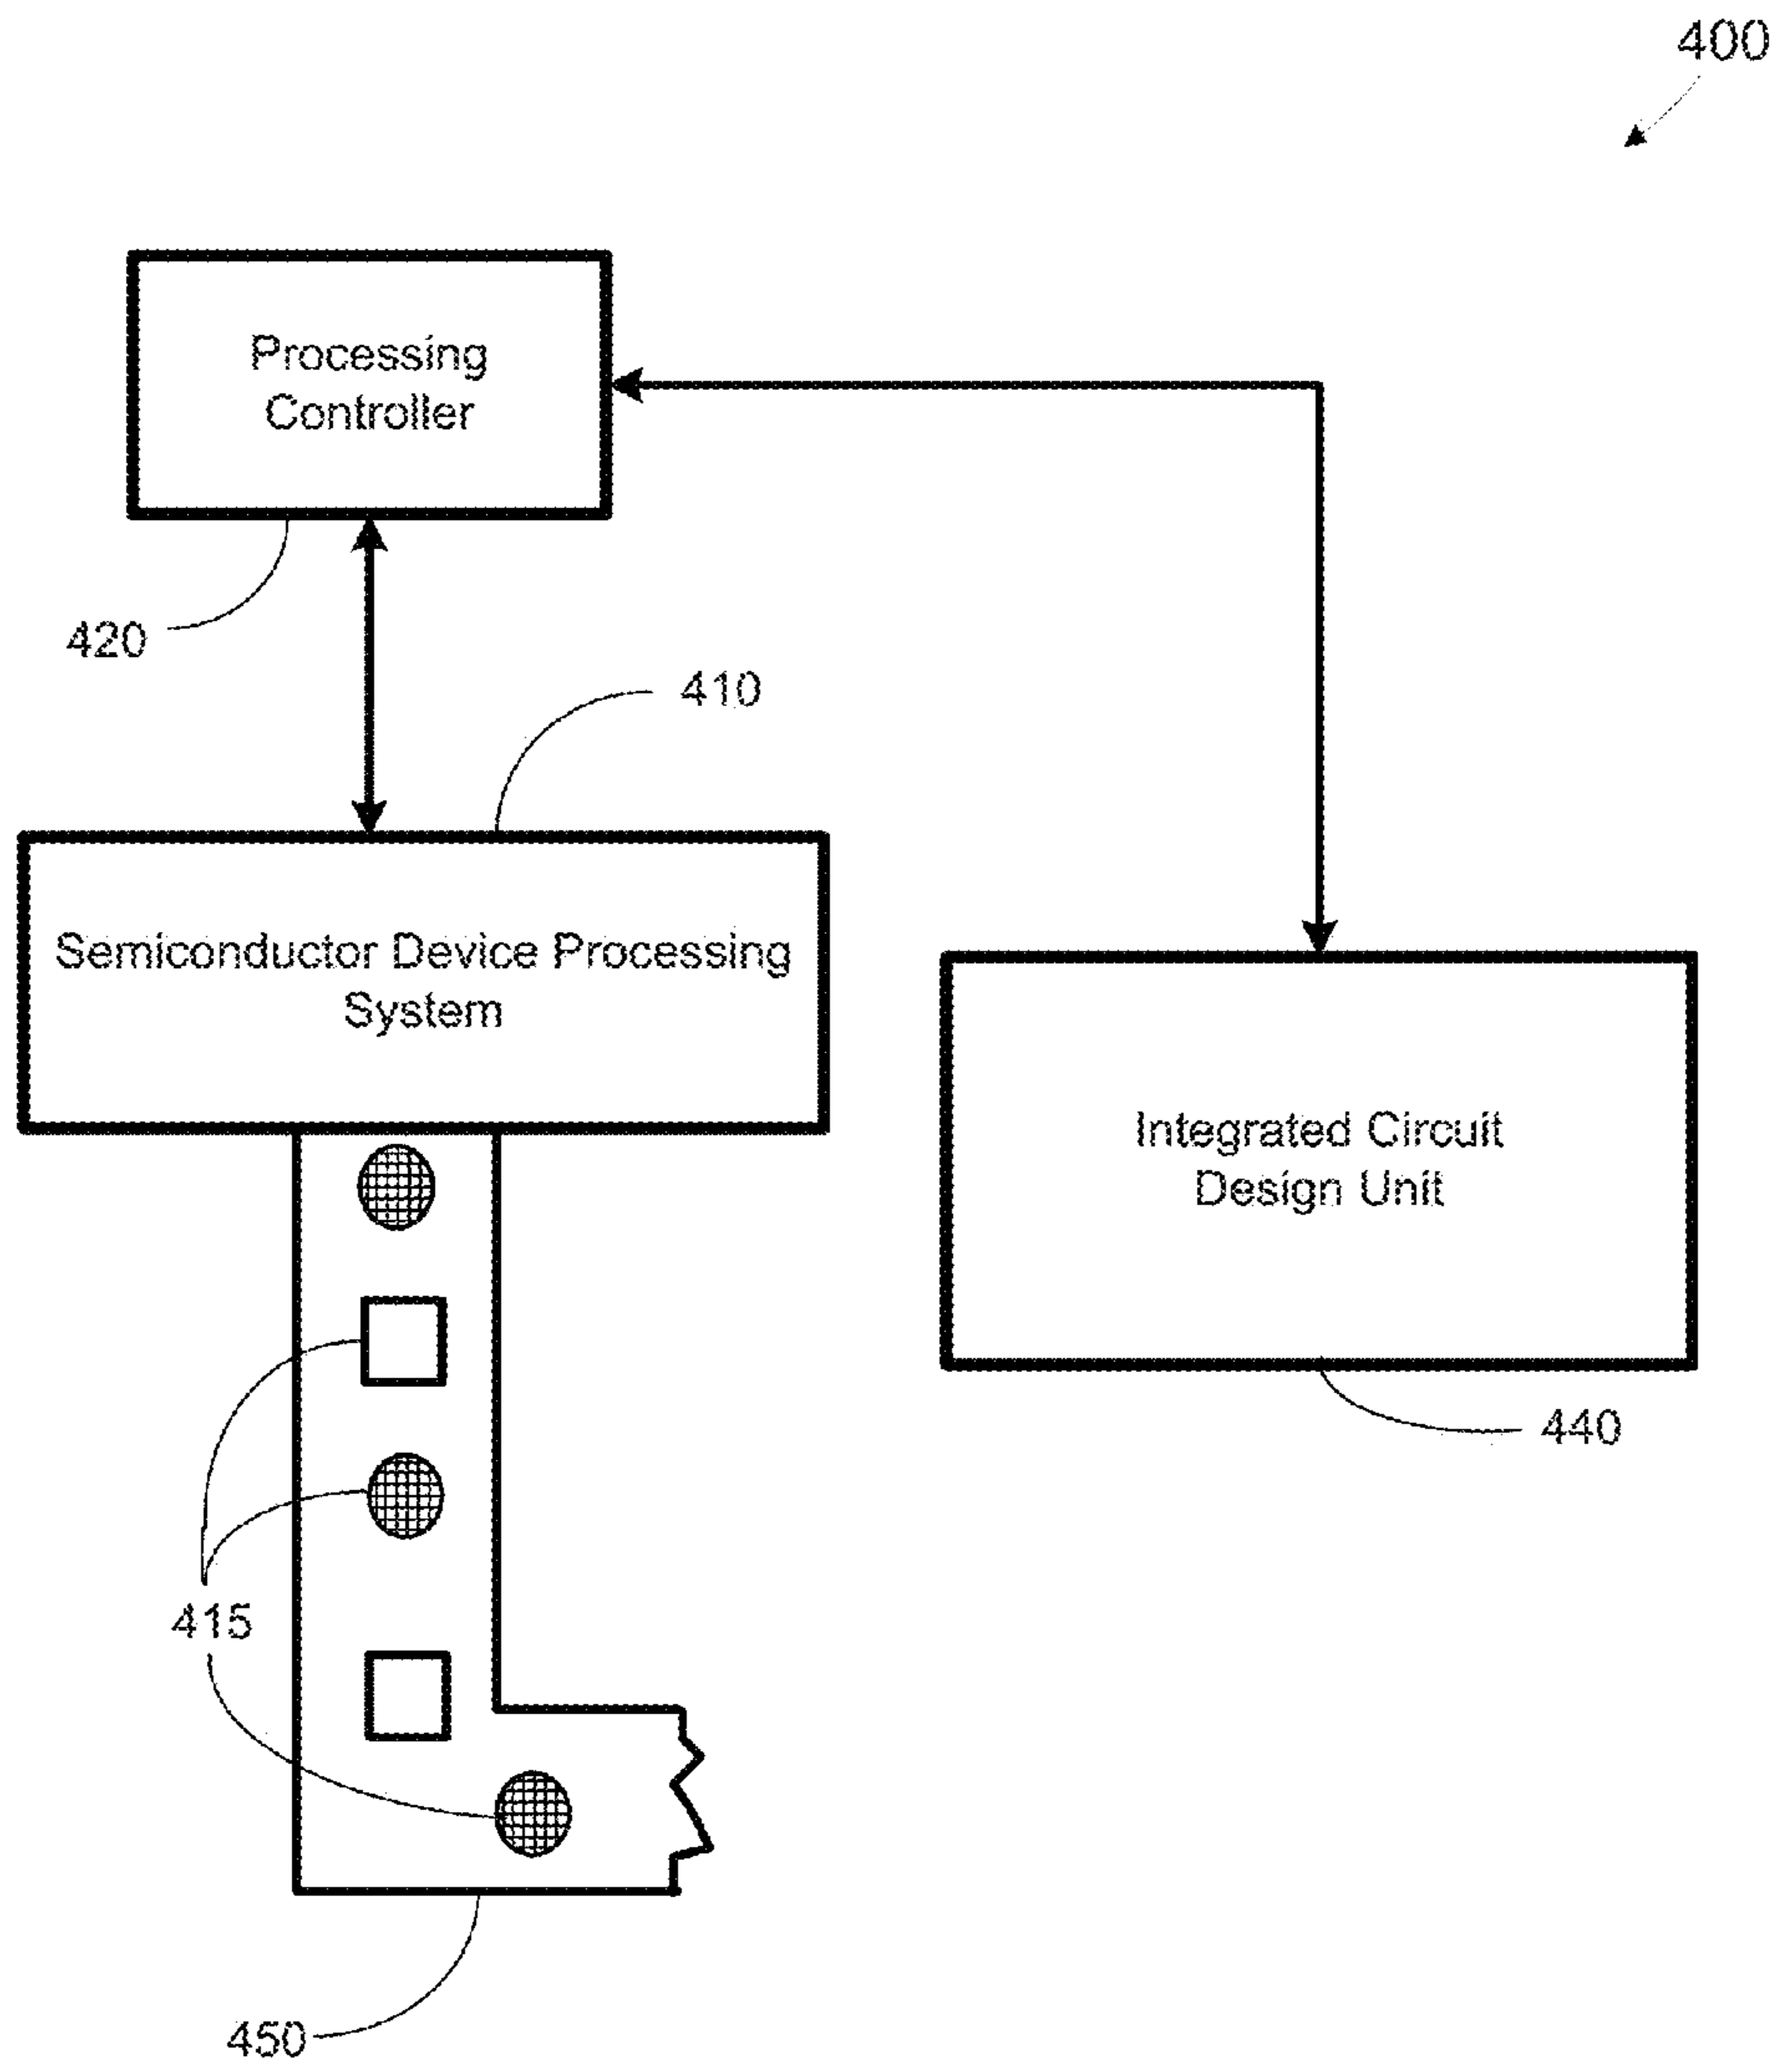 400
Processing
Controller
420
410
Semiconductor Device Processing
System
Integrated Circuit
Design Unit
440
415
450